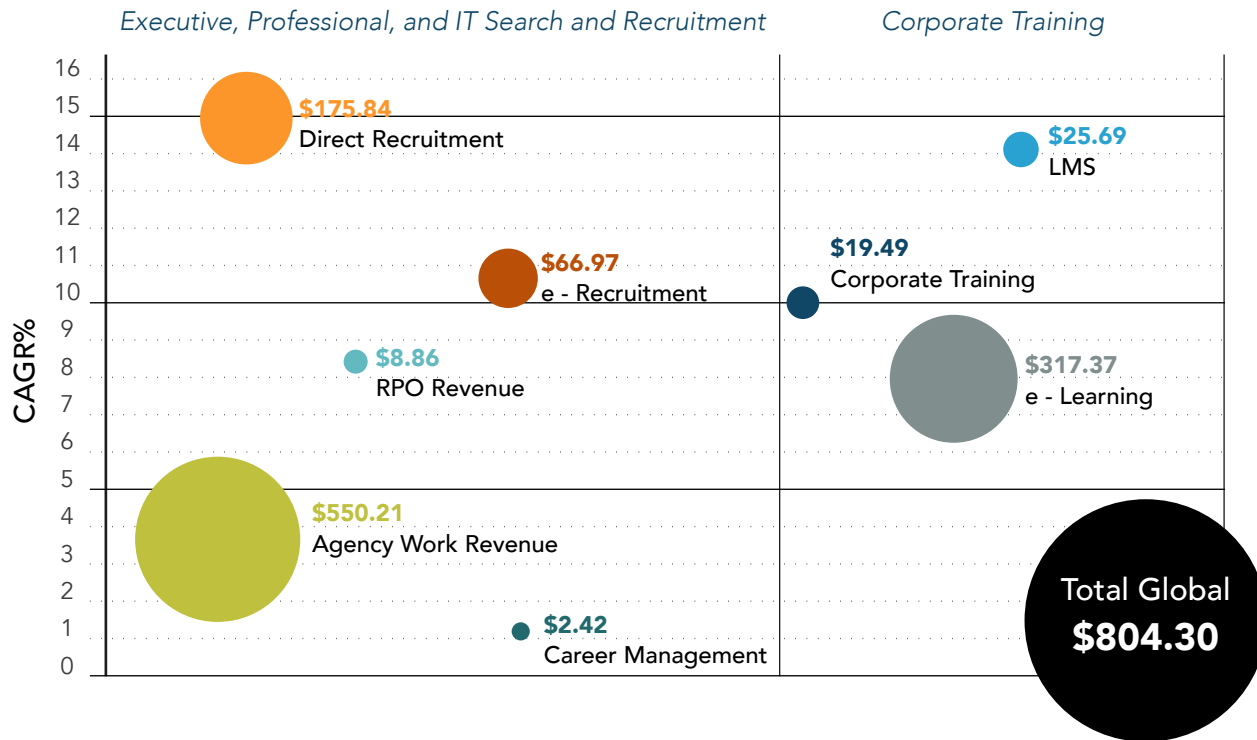 Executive, Professional, and IT Search and Recruitment
Corporate Training
CAGR%
16
15
14
13
12
11
10
9
8
7
6
5
4
3
2
1
0
$175.84
Direct Recruitment
$66.97
e - Recruitment
$8.86
RPO Revenue
$550.21
Agency Work Revenue
$2.42
Career Management
$25.69
LMS
$19.49
Corporate Training
$317.37
e - Learning
Total Global
$804.30